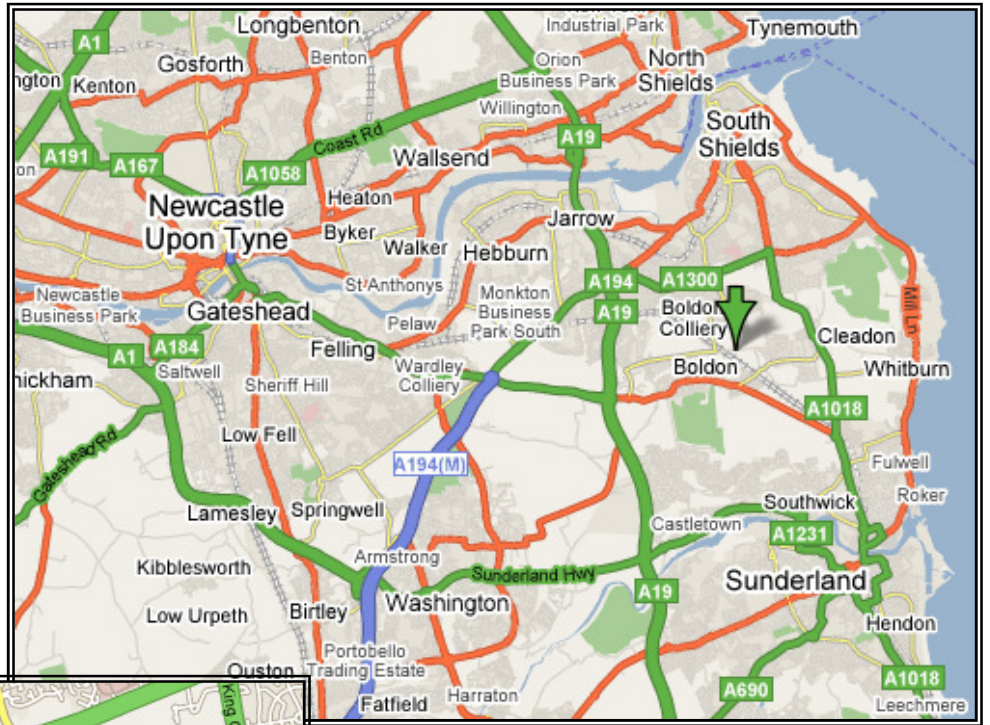 Longbenton
Industrial Park
Tynemouth
A1
Benton
Gosforth
Orion
Business Park
North
Shields
ngton
Kenton
Willington
Coast Rd
A19
South
Shields
A191
A167
A1058
Wallsend
on
Heaton
Newcastle
Upon Tyne
Byker
Walker
Jarrow
Hebburn
St Anthonys
A194
A1300
Newcastle
Business Park
Gateshead
Monkton
Business
Park South
A19
Boldon
Colliery
Mill Ln
Pelaw
Cleadon
A1
A184
Felling
Saltwell
Wardley
Colliery
Boldon
Whitburn
hickham
Sheriff Hill
A1018
Low Fell
Gateshead Rd
A194(M)
Fulwell
Lamesley
Springwell
Southwick
Roker
Castletown
A1231
Armstrong
Kibblesworth
Sunderland Hwy
Sunderland
A19
Low Urpeth
Birtley
Washington
Hendon
Portobello
Trading Estate
Ouston
A690
A1018
Harraton
Fatfield
Leechmere
King